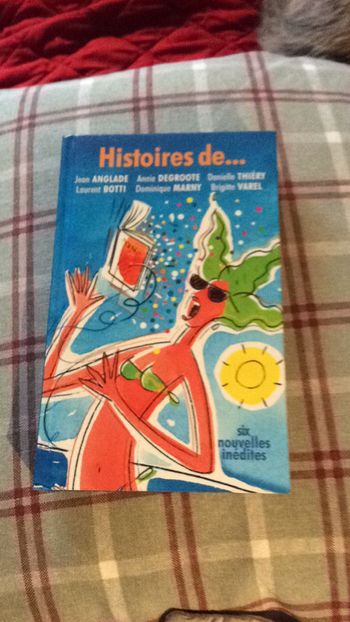 Histoires de...
Jean ANGLADE Annie DEGROOTE Danielle THIÉRY
Laurent BOTTI Dominique MARNY Brigitte VAREL
six
nouvelles
inédites